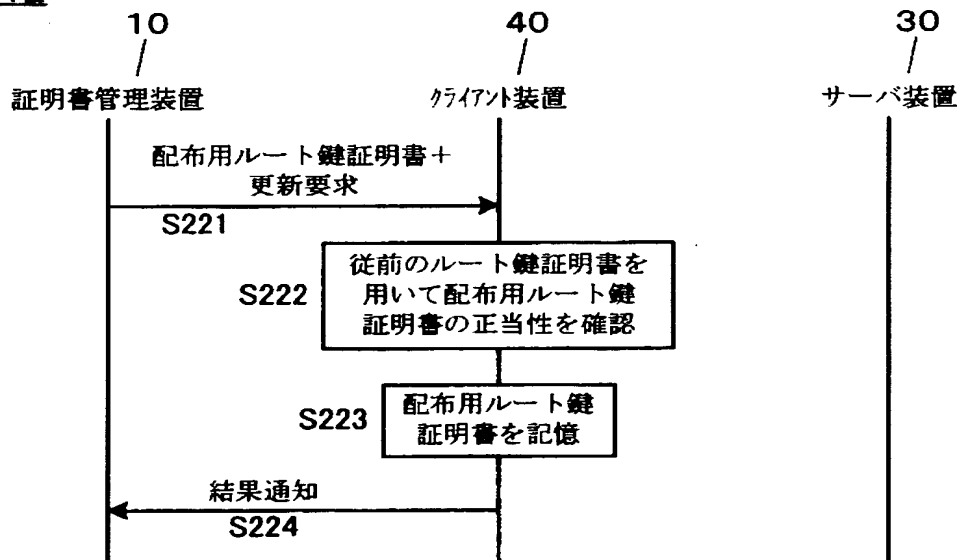 10
40
30
証明書管理装置
クライアント装置
サーバ装置
配布用ルート鍵証明書+
更新要求
S221
S222
従前のルート鍵証明書を
用いて配布用ルート鍵
証明書の正当性を確認
S223
配布用ルート鍵
証明書を記憶
結果通知
S224